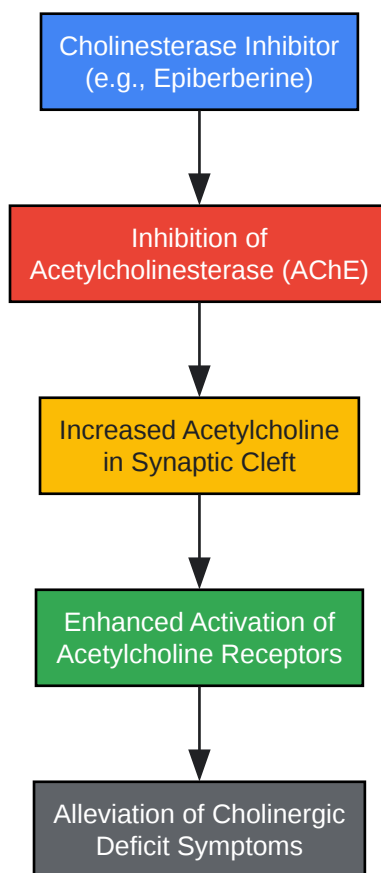 Cholinesterase Inhibitor
(e.g., Epiberberine)
Inhibition of
Acetylcholinesterase (AChE)
Increased Acetylcholine
in Synaptic Cleft
Enhanced Activation of
Acetylcholine Receptors
Alleviation of Cholinergic
Deficit Symptoms